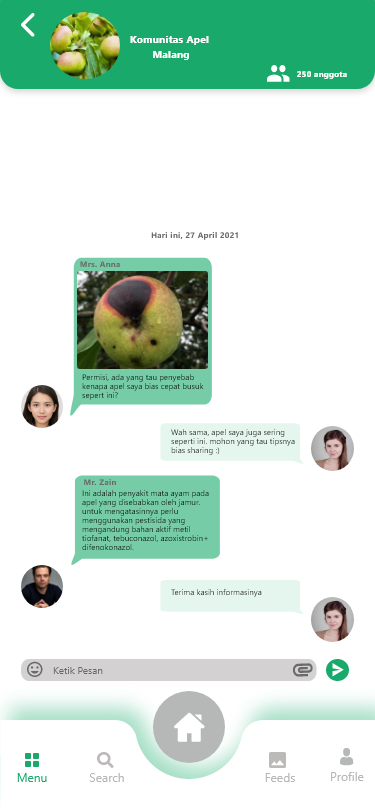 Komunitas Apel
Malang
250 anggota
Hari ini, 27 April 2021
Mrs. Anna
Permisi, ada yang tau penyebab
kenapa apel saya bias cepat busuk
sepert ini?
Wah sama, apel saya juga sering
seperti ini. mohon yang tau tipsnya
bias sharing :)
Mr. Zain
Ini adalah penyakit mata ayam pada
apel yang disebabkan oleh jamur.
untuk mengatasinnya perlu
menggunakan pestisida yang
mengandung bahan aktif metil
tiofanat, tebuconazol, azoxistrobin+
difenokonazol.
Terima kasih informasinya
Ketik Pesan
Menu
Search
Feeds
Profile